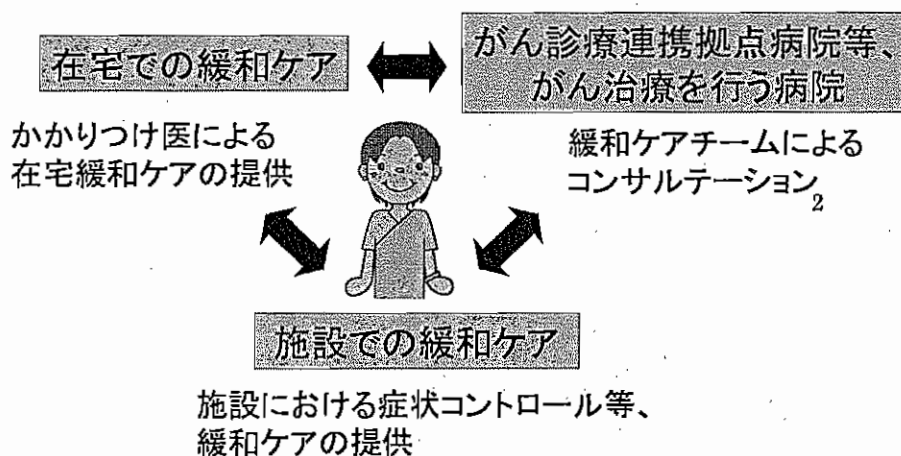 在宅での緩和ケア
がん診療連携拠点病院等、
がん治療を行う病院
かかりつけ医による
在宅緩和ケアの提供
緩和ケアチームによる
コンサルテーション2
施設での緩和ケア
施設における症状コントロール等、
緩和ケアの提供